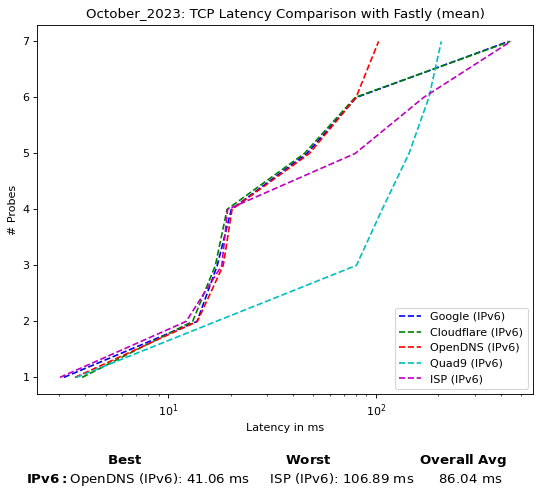 October_2023: TCP Latency Comparison with Fastly (mean)
7
6
5
4
3
2
1
# Probes
10¹
10²
Latency in ms
Google (IPv6)
Cloudflare (IPv6)
OpenDNS (IPv6)
Quad9 (IPv6)
ISP (IPv6)
Best Worst Overall Avg
IPv6: OpenDNS (IPv6): 41.06 ms ISP (IPv6): 106.89 ms 86.04 ms